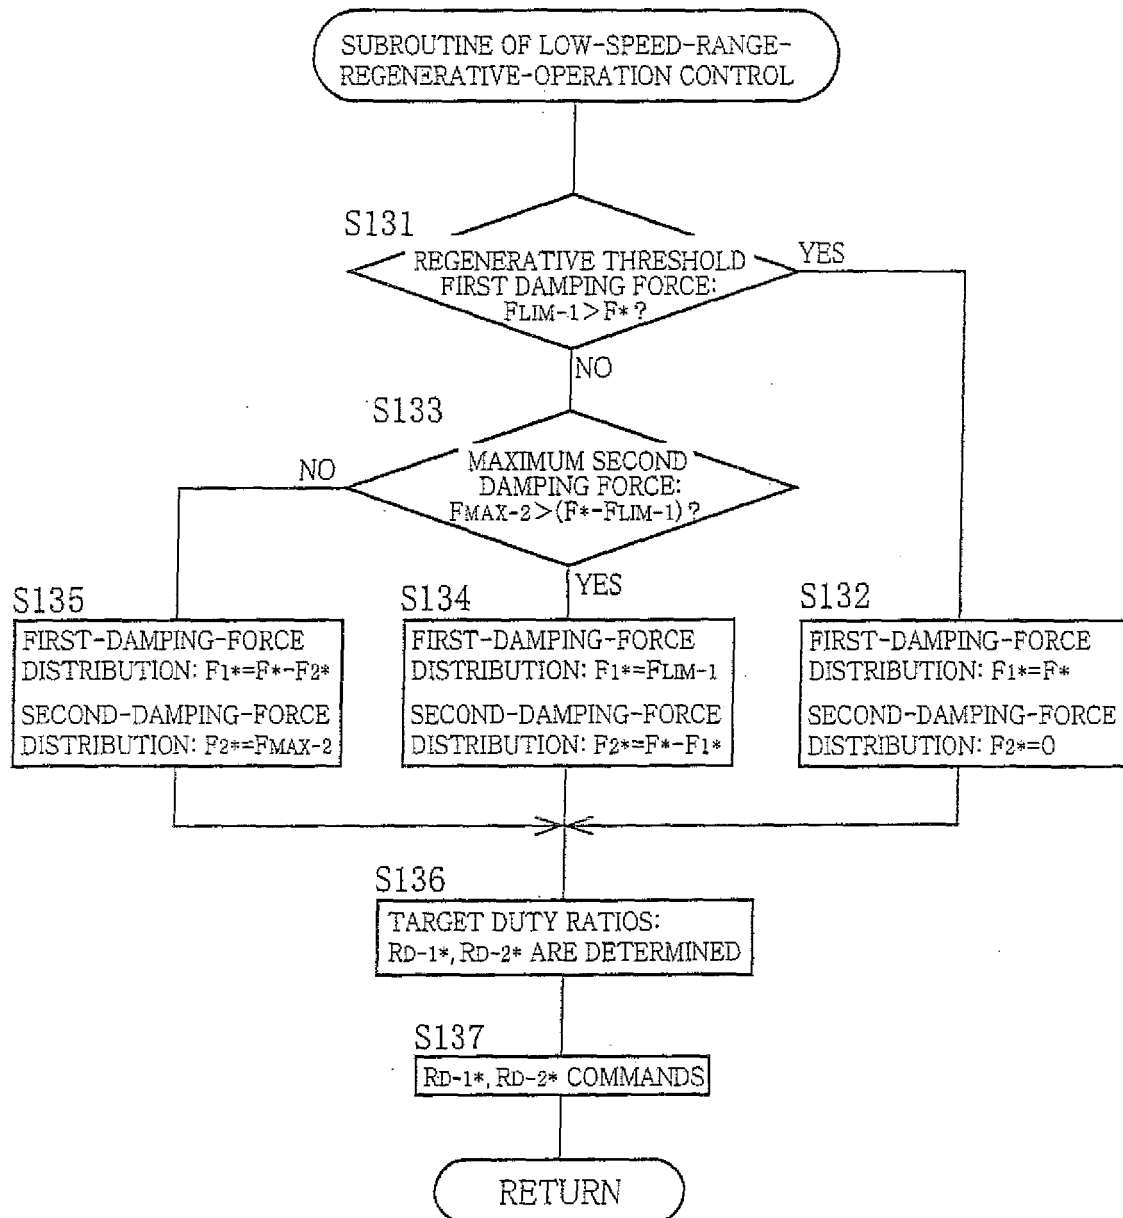 SUBROUTINE OF LOW-SPEED-RANGE-
REGENERATIVE-OPERATION CONTROL
S131
REGENERATIVE THRESHOLD
FIRST DAMPING FORCE:
FLIM-1>F*?
YES
NO
S133
MAXIMUM SECOND
DAMPING FORCE:
FMAX-2>(F*-FLIM-1)?
NO
YES
S135
FIRST-DAMPING-FORCE
DISTRIBUTION: F1*=F*-F2*
SECOND-DAMPING-FORCE
DISTRIBUTION: F2*=FMAX-2
S134
FIRST-DAMPING-FORCE
DISTRIBUTION: F1*=FLIM-1
SECOND-DAMPING-FORCE
DISTRIBUTION: F2*=F*-F1*
S132
FIRST-DAMPING-FORCE
DISTRIBUTION: F1*=F*
SECOND-DAMPING-FORCE
DISTRIBUTION: F2*=0
S136
TARGET DUTY RATIOS:
RD-1*, RD-2* ARE DETERMINED
S137
RD-1*, RD-2* COMMANDS
RETURN